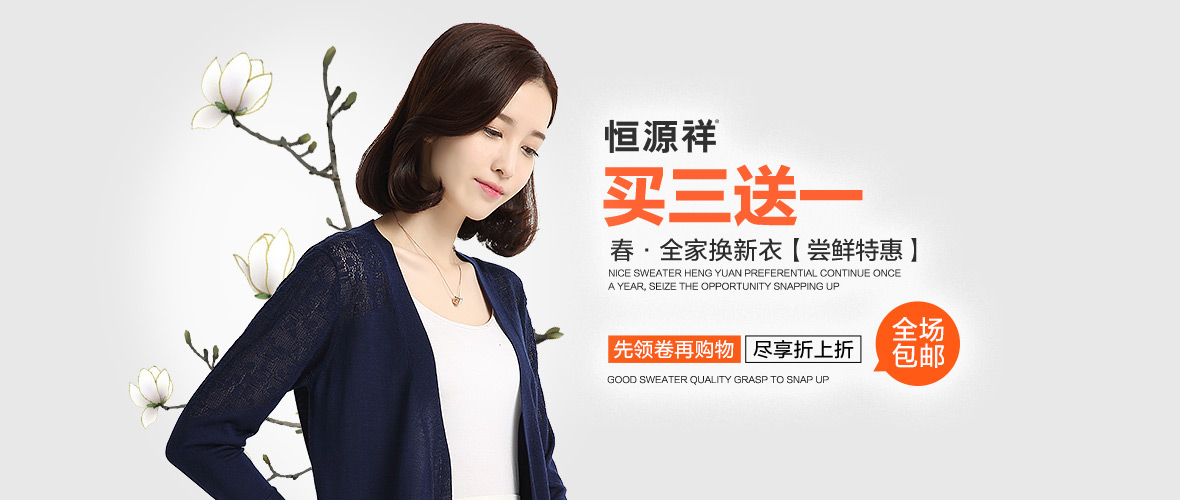 恒源祥®
买三送一
春·全家换新衣【尝鲜特惠】
NICE SWEATER HENG YUAN PREFERENTIAL CONTINUE ONCE
A YEAR, SEIZE THE OPPORTUNITY SNAPPING UP
先领卷再购物 尽享折上折
全场
包邮
GOOD SWEATER QUALITY GRASP TO SNAP UP